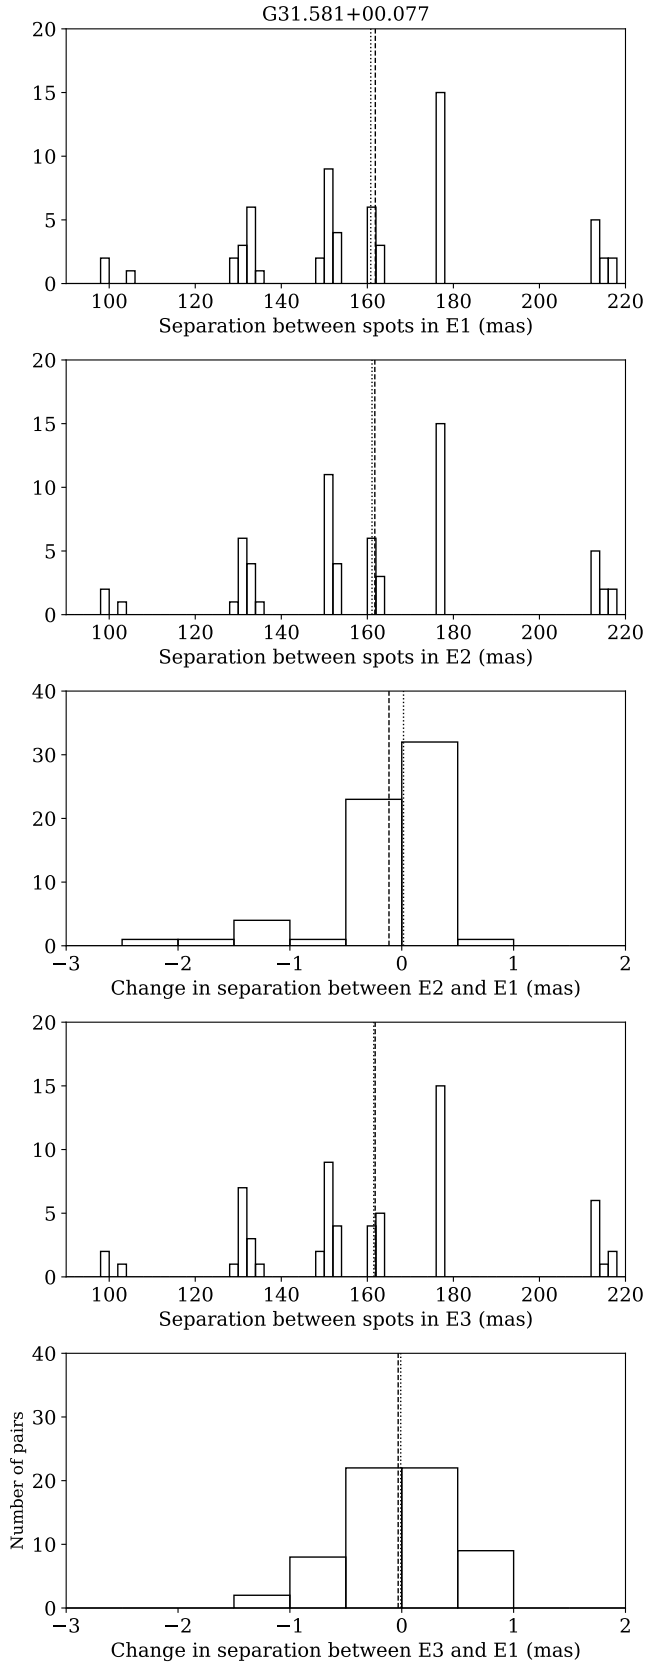 G31.581+00.077
20
15
10
5
0
100 120 140 160 180 200 220
Separation between spots in E1 (mas)
20
15
10
5
0
100 120 140 160 180 200 220
Separation between spots in E2 (mas)
40
30
20
10
0
−3 −2 −1 0 1 2
Change in separation between E2 and E1 (mas)
20
15
10
5
0
100 120 140 160 180 200 220
Separation between spots in E3 (mas)
Number of pairs
40
30
20
10
0
−3 −2 −1 0 1 2
Change in separation between E3 and E1 (mas)